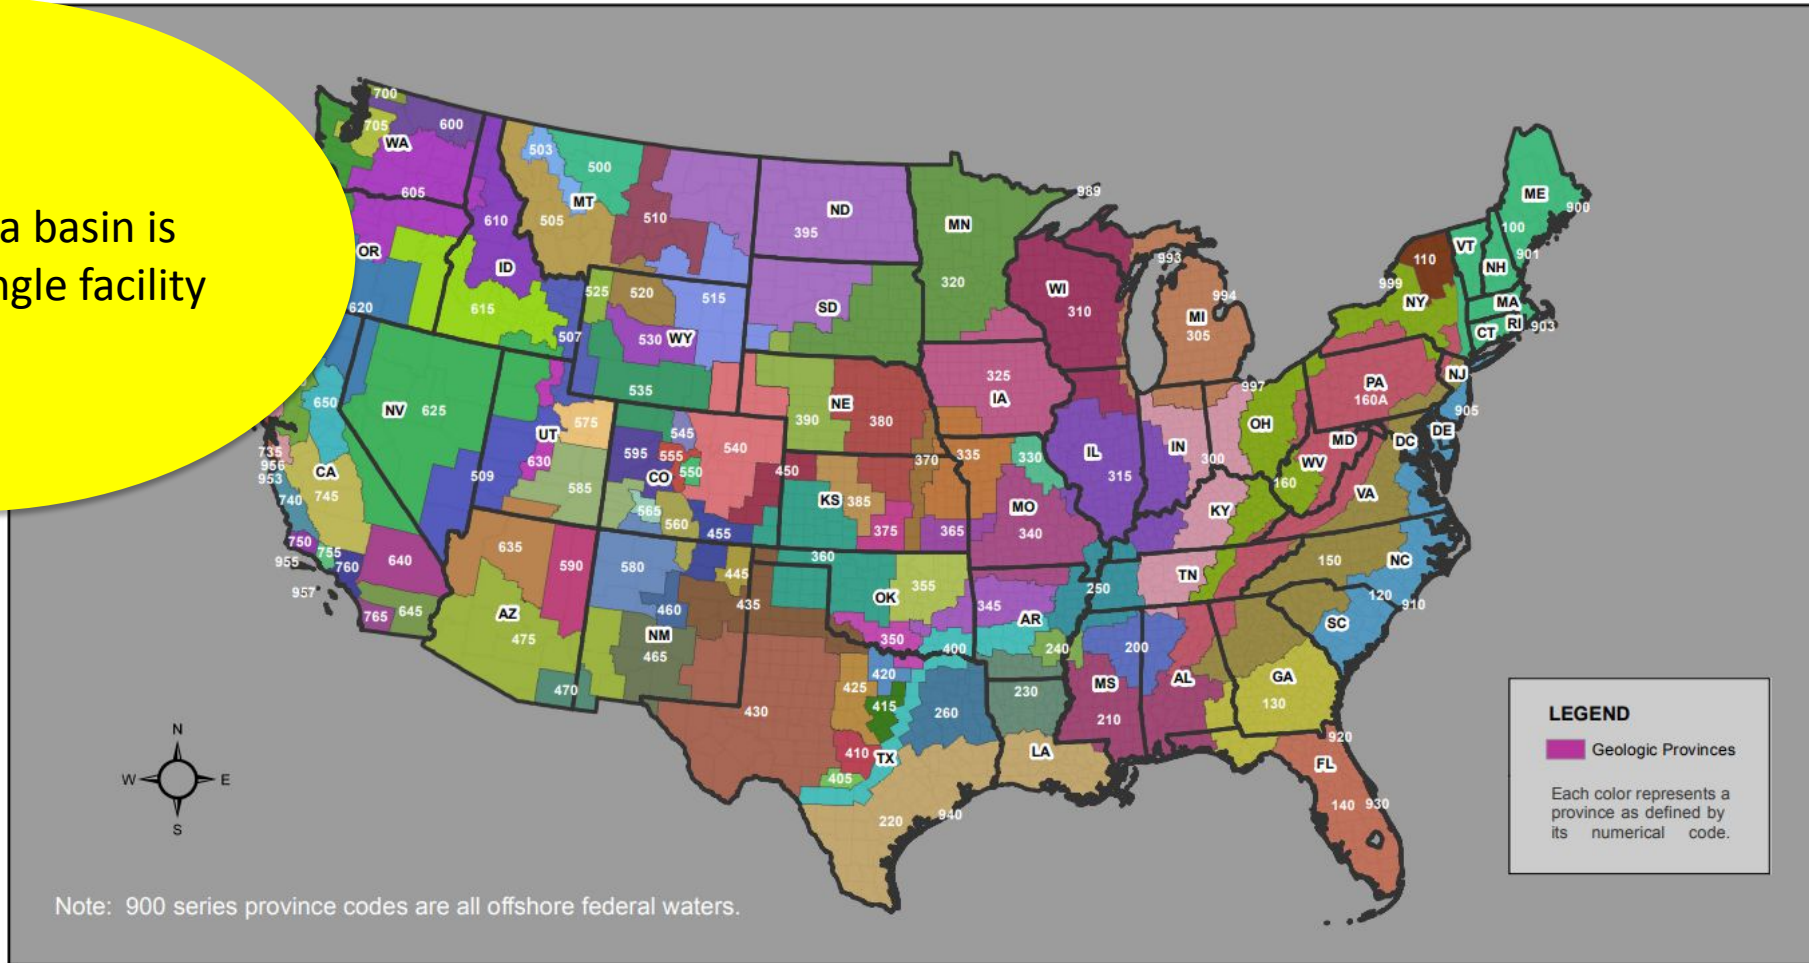 a basin is
ngle facility
700
705
600
WA
605
503
500
MT
505
510
610
ID
OR
620
615
507
395
ND
SD
MN
320
989
WI
310
993
994
MI
305
ME
900
100
VT
NH
901
110
999
NY
MA
CT
RI
903
525
520
515
530
WY
535
NV
625
650
UT
575
630
509
585
595
545
555
550
540
CO
565
560
455
450
390
NE
380
325
IA
370
335
330
KS
385
375
365
MO
340
IL
315
IN
300
997
OH
PA
160A
NJ
905
DE
DC
MD
WV
160
VA
KY
735
956
953
CA
740
745
750
755
760
955
957
765
645
640
635
590
580
445
460
435
AZ
475
NM
465
470
360
355
OK
350
345
AR
400
240
250
TN
150
NC
120
910
SC
200
MS
AL
210
GA
130
430
425
420
415
410
405
TX
260
230
LA
220
940
920
FL
140
930
N
W
E
S
LEGEND
Geologic Provinces
Each color represents a
province as defined by
its numerical code.
Note: 900 series province codes are all offshore federal waters.